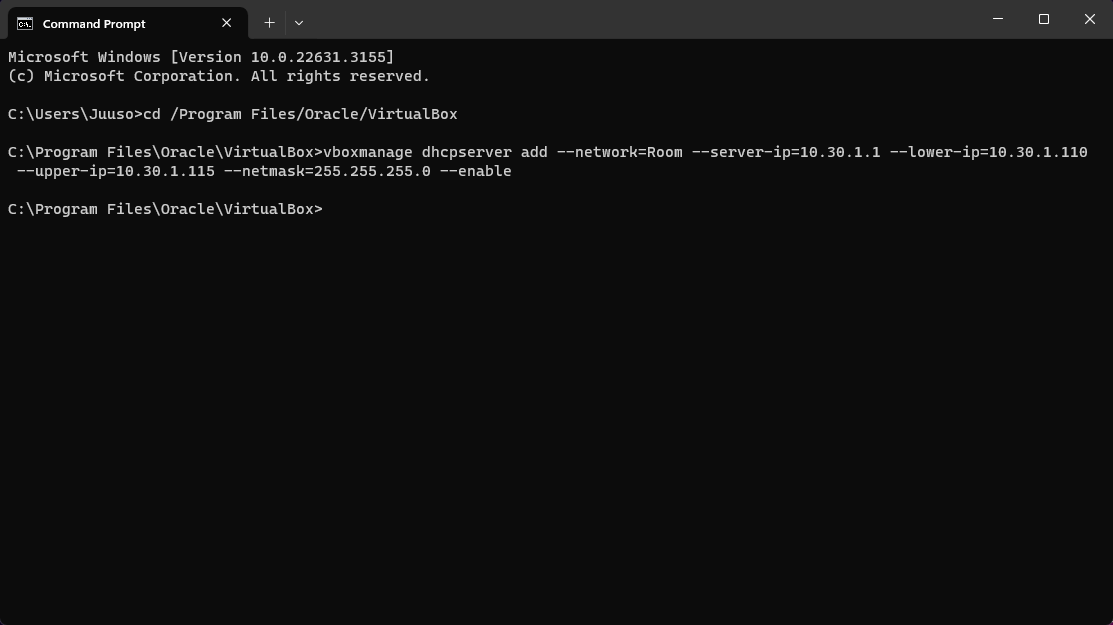 Command Prompt
Microsoft Windows [Version 10.0.22631.3155]
(c) Microsoft Corporation. All rights reserved.
C:\Users\Juuso>cd /Program Files/Oracle/VirtualBox
C:\Program Files\Oracle\VirtualBox>vboxmanage dhcpserver add --network=Room --server-ip=10.30.1.1 --lower-ip=10.30.1.110
--upper-ip=10.30.1.115 --netmask=255.255.255.0 --enable
C:\Program Files\Oracle\VirtualBox>